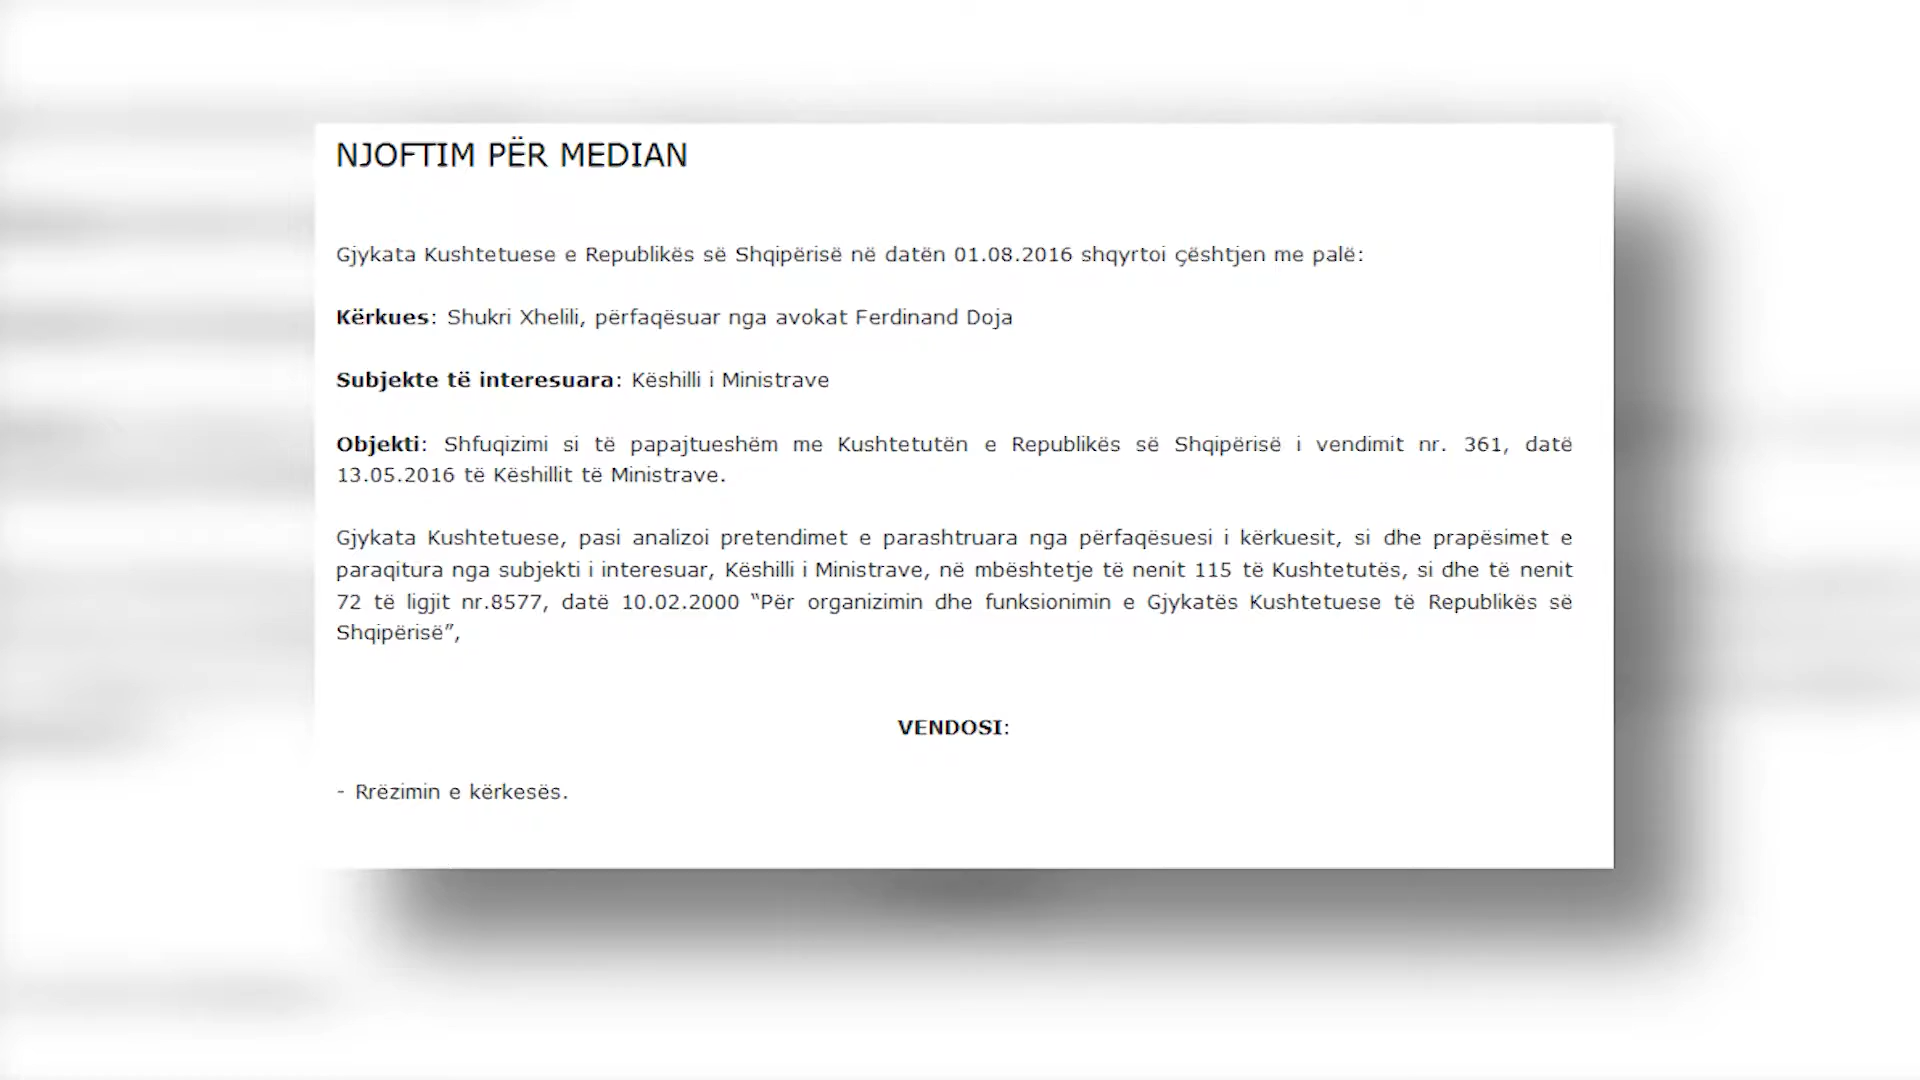 NJOFTIM PËR MEDIAN
Gjykata Kushtetuese e Republikës së Shqipërisë në datën 01.08.2016 shqyrtoi çështjen me palë:
Kërkues: Shukri Xhelili, përfaqësuar nga avokat Ferdinand Doja
Subjekte të interesuara: Këshilli i Ministrave
Objekti: Shfuqizimi si të papajtueshëm me Kushtetutën e Republikës së Shqipërisë i vendimit nr. 361, datë
13.05.2016 të Këshillit të Ministrave.
Gjykata Kushtetuese, pasi analizoi pretendimet e parashtruara nga përfaqësuesi i kërkuesit, si dhe prapësimet e
paraqitura nga subjekti i interesuar, Këshilli i Ministrave, në mbështetje të nenit 115 të Kushtetutës, si dhe të nenit
72 të ligjit nr.8577, datë 10.02.2000 “Për organizimin dhe funksionimin e Gjykatës Kushtetuese të Republikës së
Shqipërisë”,
VENDOSI:
- Rrëzimin e kërkesës.